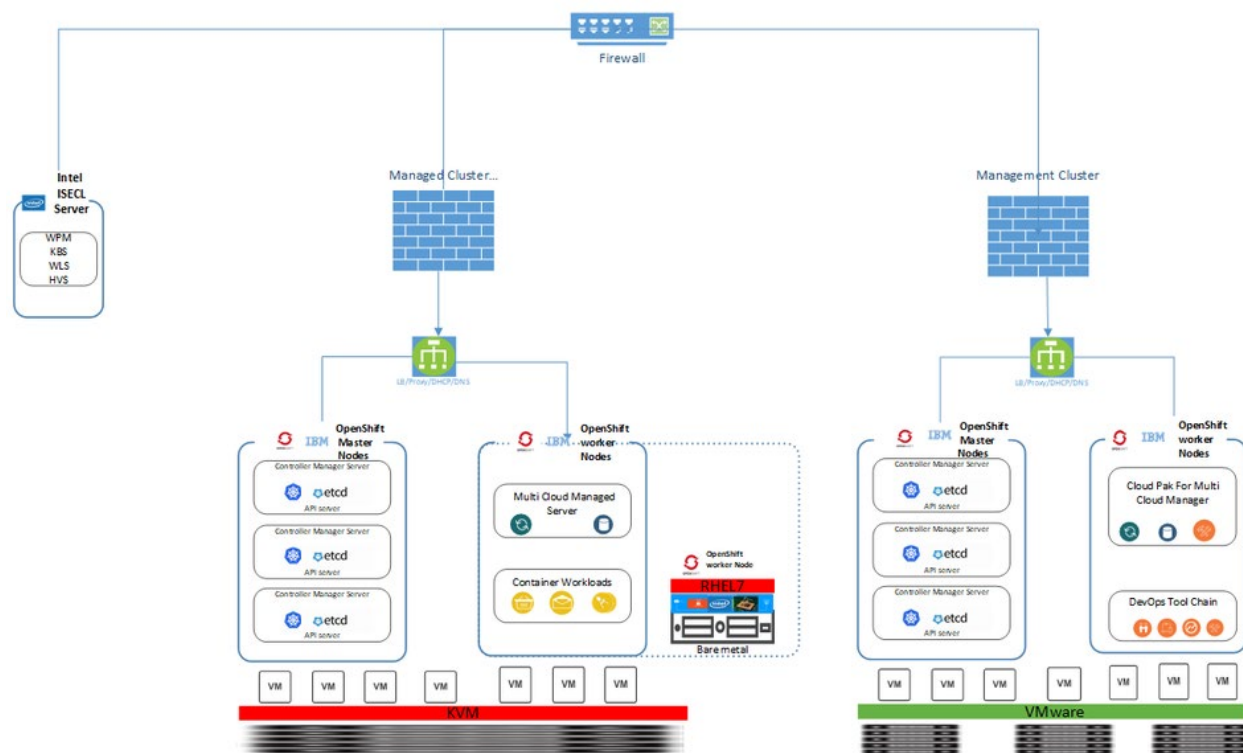 Firewall
Intel
ISECL
Server
WPM
KBS
WLS
HVS
Managed Cluster...
Management Cluster
LB/Proxy/DHCP/DNS
LB/Proxy/DHCP/DNS
IBM
OpenShift
Master
Nodes
Controller Manager Server
etcd
API server
Controller Manager Server
etcd
API server
Controller Manager Server
etcd
API server
IBM
OpenShift
worker
Nodes
Multi Cloud Managed
Server
Container Workloads
OpenShift
worker Node
RHEL7
Bare metal
IBM
OpenShift
Master Nodes
Controller Manager Server
etcd
API server
Controller Manager Server
etcd
API server
Controller Manager Server
etcd
API server
IBM
OpenShift
worker
Nodes
Cloud Pak For Multi
Cloud Manager
DevOps Tool Chain
VM
VM
VM
VM
VM
VM
VM
KVM
VM
VM
VM
VM
VM
VM
VM
VMware